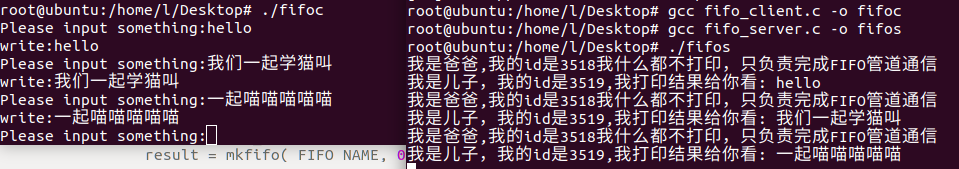 root@ubuntu:/home/l/Desktop# ./fifoc
Please input something:hello
write:hello
Please input something:我们一起学猫叫
write:我们一起学猫叫
Please input something:一起喵喵喵喵喵
write:一起喵喵喵喵喵
Please input something:
result = mkfifo( FIFO NAME, 0
root@ubuntu:/home/l/Desktop# gcc fifo_client.c -o fifoc
root@ubuntu:/home/l/Desktop# gcc fifo_server.c -o fifos
root@ubuntu:/home/l/Desktop# ./fifos
我是爸爸,我的id是3518我什么都不打印，只负责完成FIFO管道通信
我是儿子，我的id是3519,我打印结果给你看: hello
我是爸爸,我的id是3518我什么都不打印，只负责完成FIFO管道通信
我是儿子，我的id是3519,我打印结果给你看: 我们一起学猫叫
我是爸爸,我的id是3518我什么都不打印，只负责完成FIFO管道通信
我是儿子，我的id是3519,我打印结果给你看: 一起喵喵喵喵喵